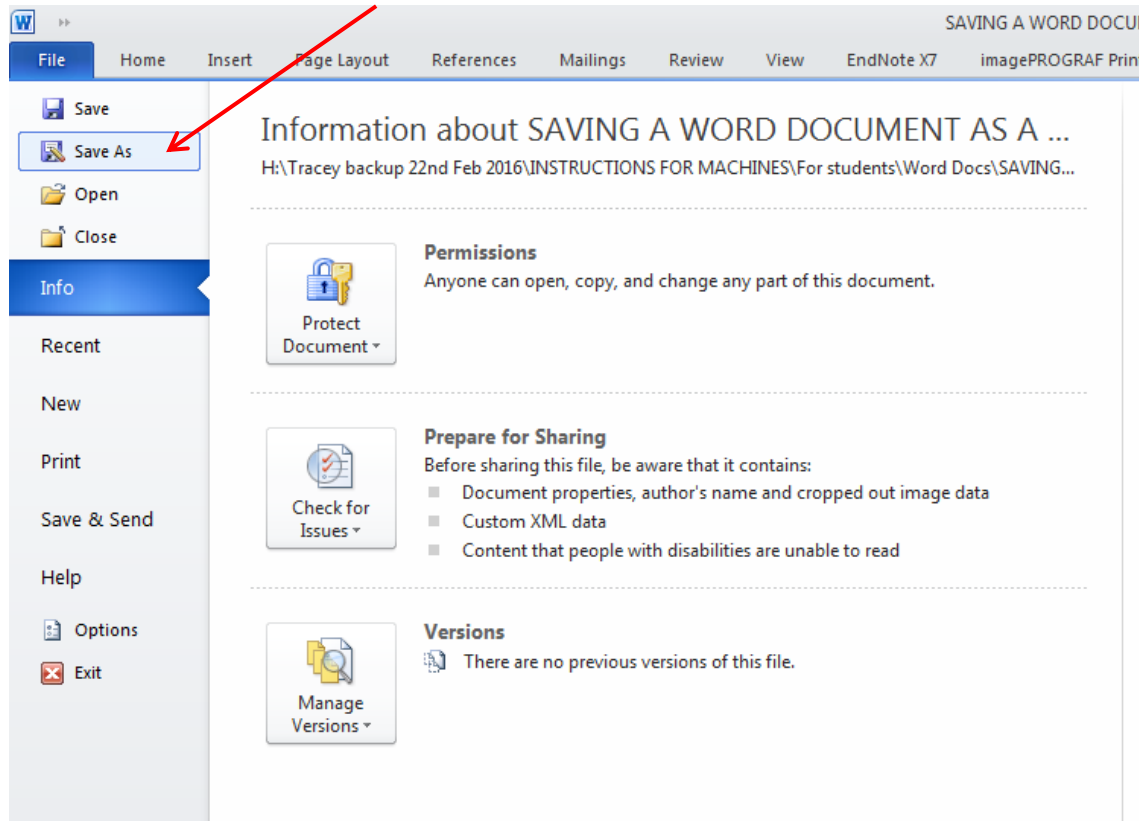 W
SAVING A WORD DOCU
File Home Insert Page Layout References Mailings Review View EndNote X7 imagePROGRAF Prin
Save
Save As
Open
Close
Info
Recent
New
Print
Save & Send
Help
Options
Exit
Information about SAVING A WORD DOCUMENT AS A ...
H:\Tracey backup 22nd Feb 2016\INSTRUCTIONS FOR MACHINES\For students\Word Docs\SAVING...
Protect
Document
Permissions
Anyone can open, copy, and change any part of this document.
Check for
Issues
Prepare for Sharing
Before sharing this file, be aware that it contains:
Document properties, author's name and cropped out image data
Custom XML data
Content that people with disabilities are unable to read
Manage
Versions
Versions
There are no previous versions of this file.